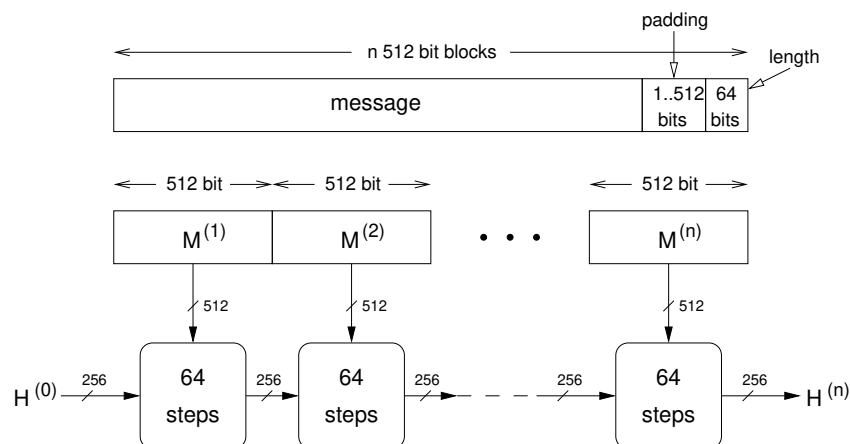 padding
n 512 bit blocks
length
message
1..512 bits
64 bits
512 bit 512 bit 512 bit
M(1) M(2) • • • M(n)
512 512 512
H(0) 256 64 steps 256 64 steps 256 256 64 steps 256 H(n)